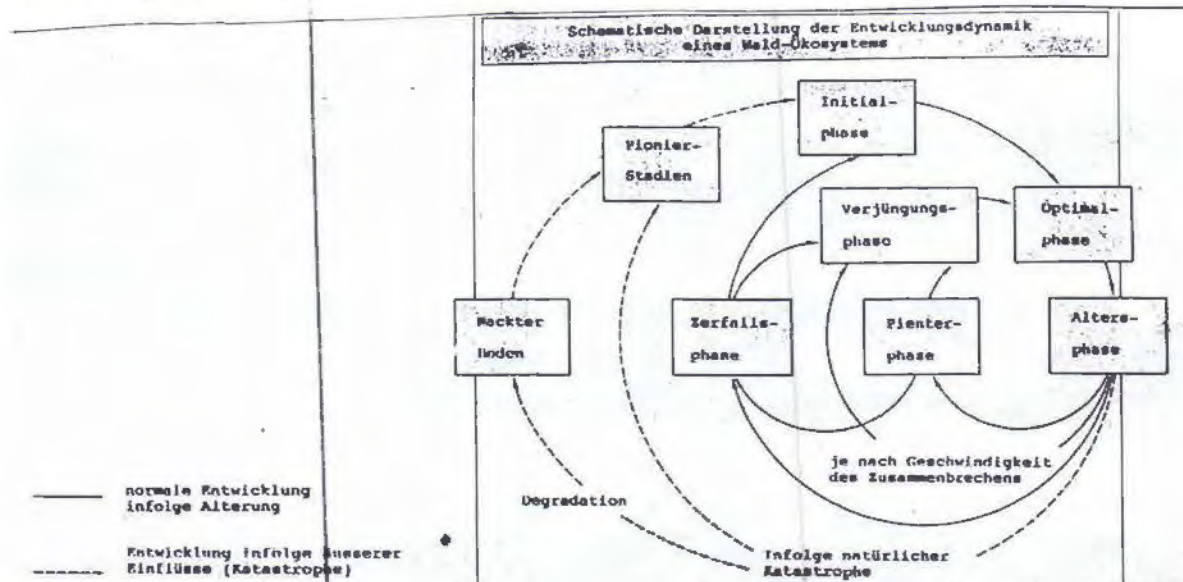 Schematische Darstellung der Entwicklungsdynamik
eines Wald-Ökosystems
Initial-
phase
Pionier-
Stadien
Verjüngungs-
phase
Optimal-
phase
Nackter
Boden
Zerfalls-
phase
Plenter-
phase
Alters-
phase
je nach Geschwindigkeit
des Zusammenbrechens
normale Entwicklung
infolge Alterung
Degradation
Entwicklung infolge äusserer
Einflüsse (Katastrophe)
Infolge natürlicher
Katastrophe